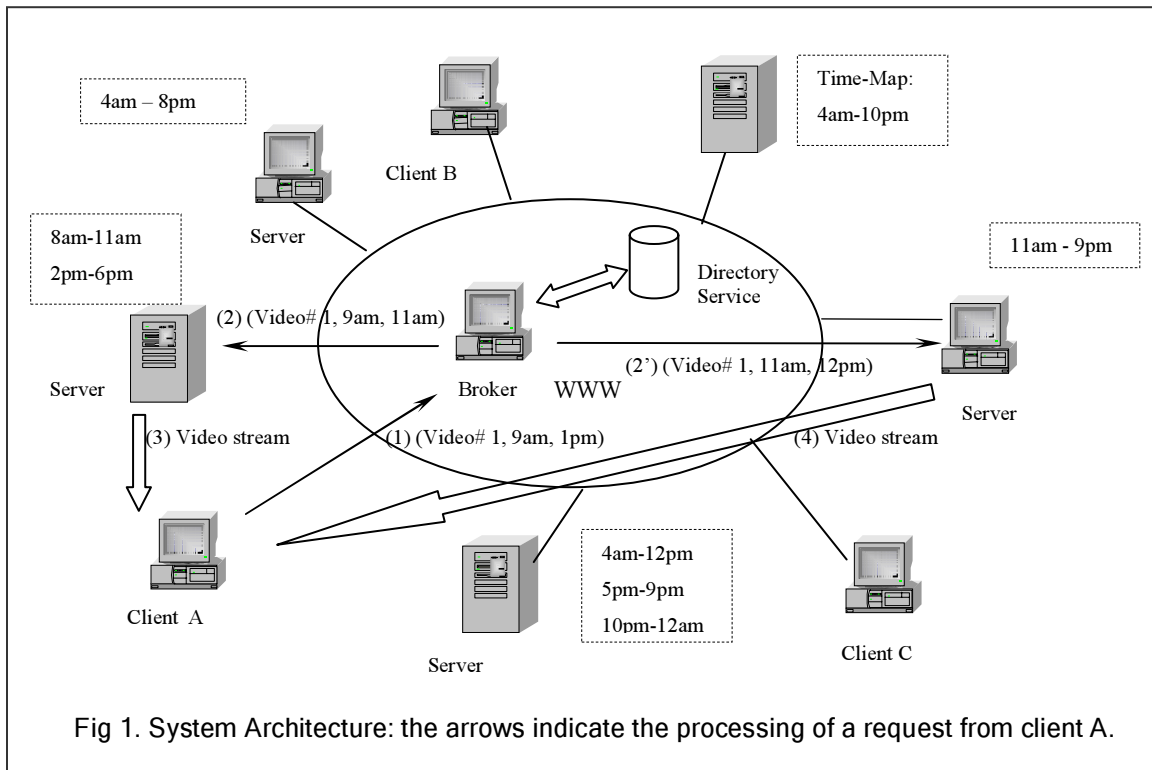 4am – 8pm
Client B
Time-Map:
4am-10pm
Server
8am-11am
2pm-6pm
11am - 9pm
Directory
Service
(2) (Video# 1, 9am, 11am)
(2’) (Video# 1, 11am, 12pm)
Server
Broker
WWW
Server
(3) Video stream
(1) (Video# 1, 9am, 1pm)
(4) Video stream
Client A
Server
4am-12pm
5pm-9pm
10pm-12am
Client C
Fig 1. System Architecture: the arrows indicate the processing of a request from client A.